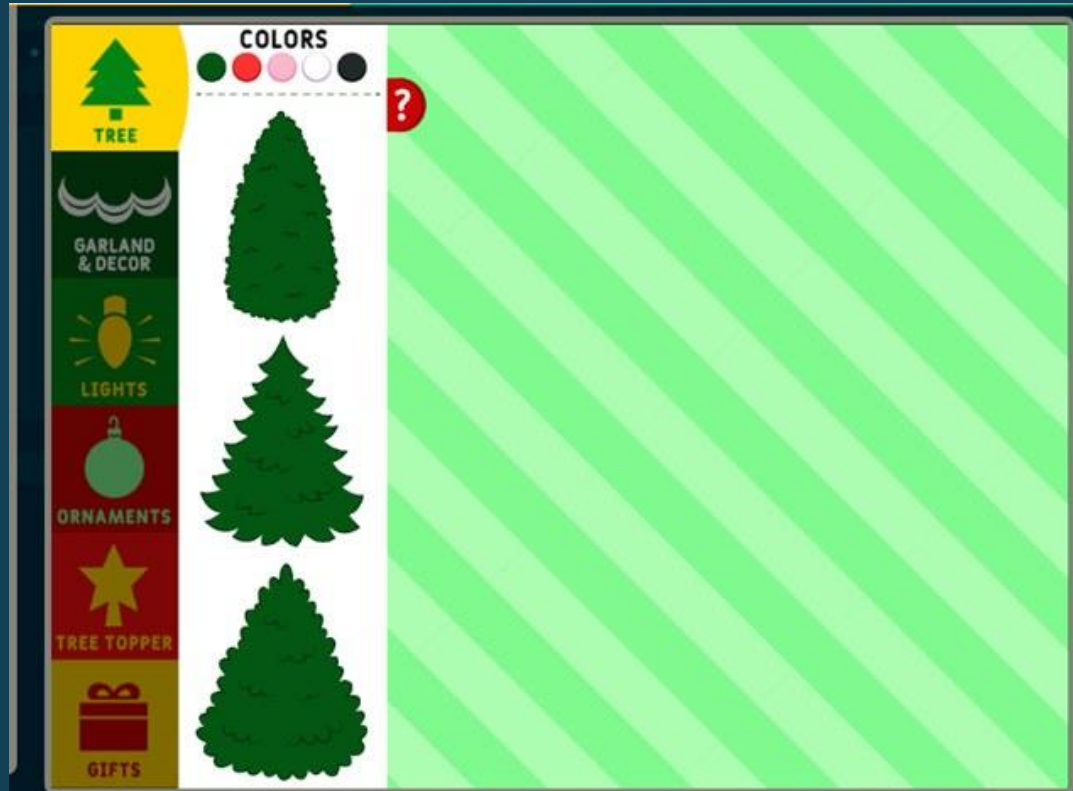 COLORS
?
TREE
GARLAND
& DECOR
LIGHTS
ORNAMENTS
TREE TOPPER
GIFTS